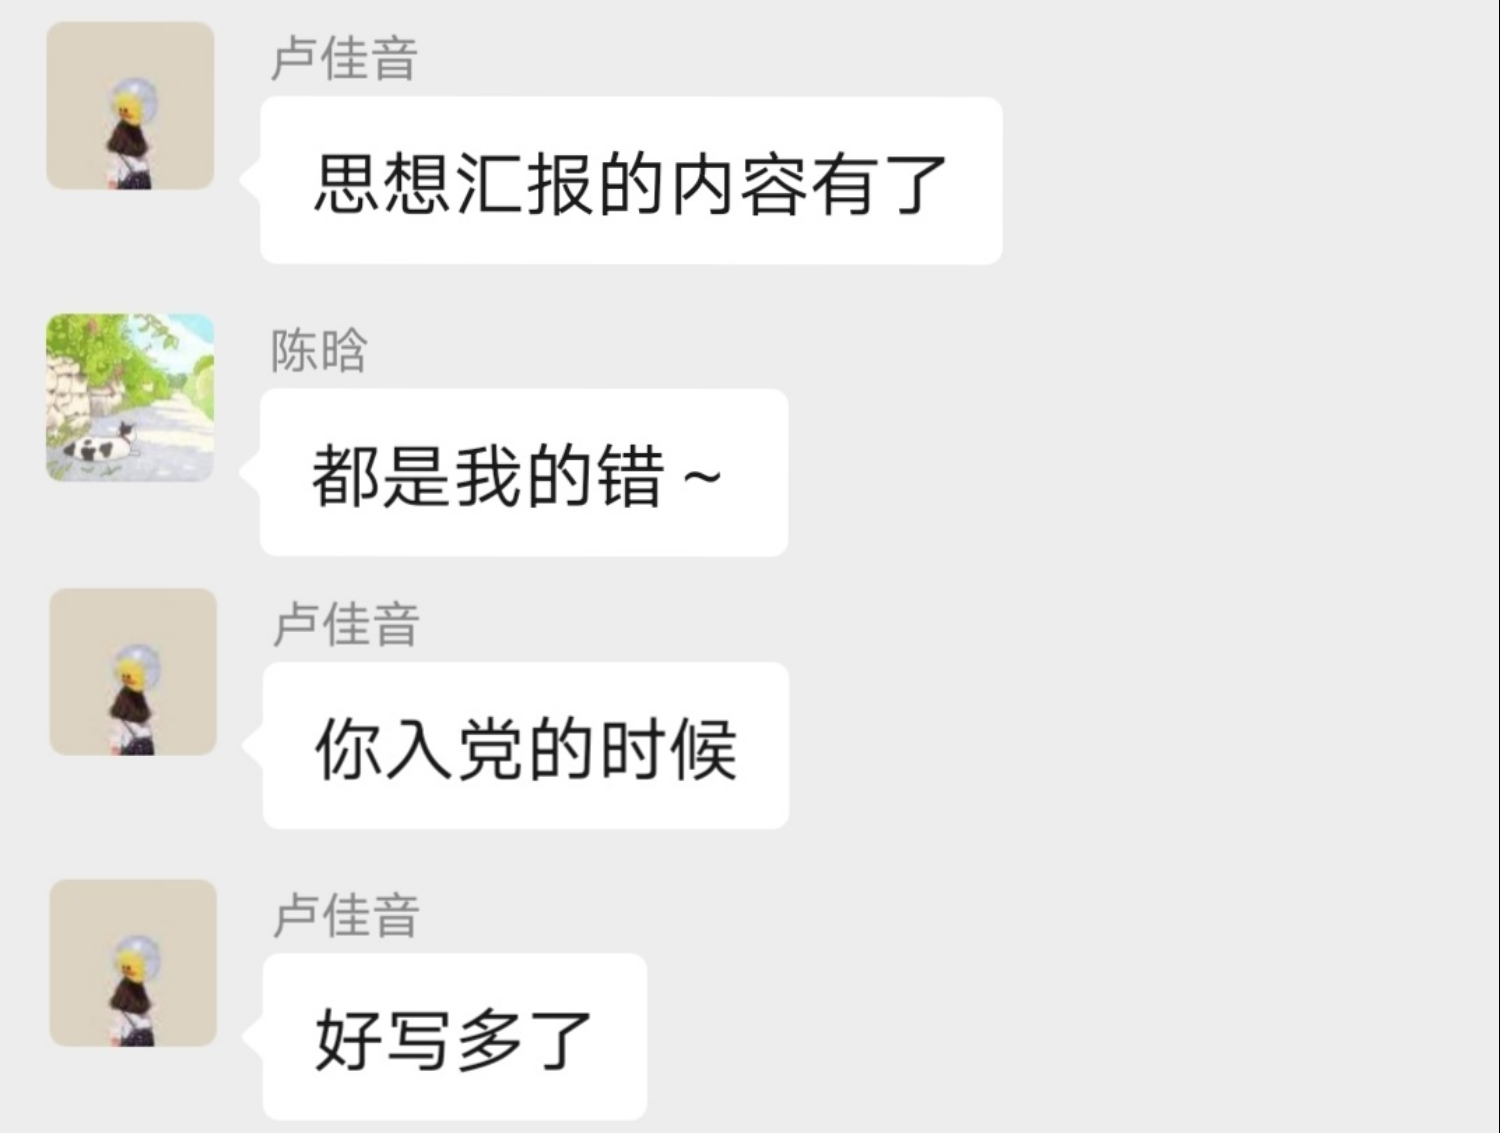 卢佳音
思想汇报的内容有了
陈晗
都是我的错~
卢佳音
你入党的时候
卢佳音
好写多了